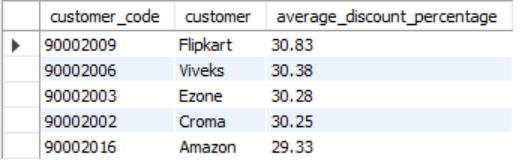 customer_code customer average_discount_percentage
90002009 Flipkart 30.83
90002006 Viveks 30.38
90002003 Ezone 30.28
90002002 Croma 30.25
90002016 Amazon 29.33